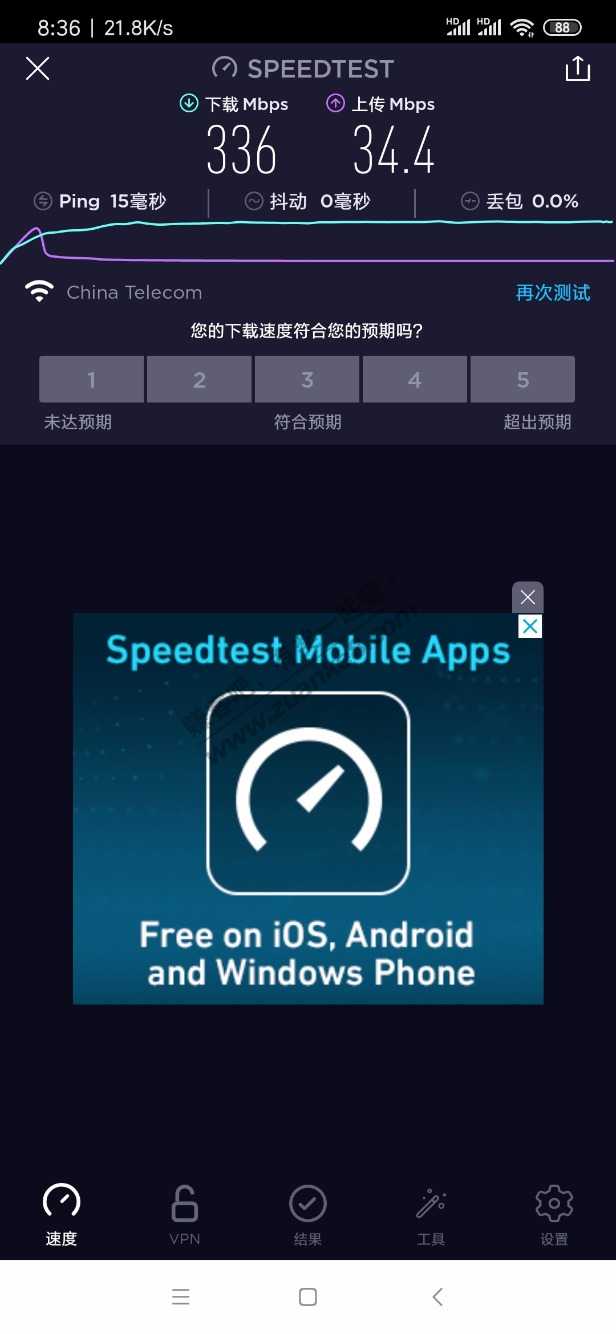 8:36 | 21.8K/s HD HD 88
SPEEDTEST
下载 Mbps 上传 Mbps
336 34.4
Ping 15毫秒 抖动 0毫秒 丢包 0.0%
China Telecom 再次测试
您的下载速度符合您的预期吗?
1 2 3 4 5
未达预期 符合预期 超出预期
Speedtest Mobile Apps
Free on iOS, Android
and Windows Phone
速度 VPN 结果 工具 设置